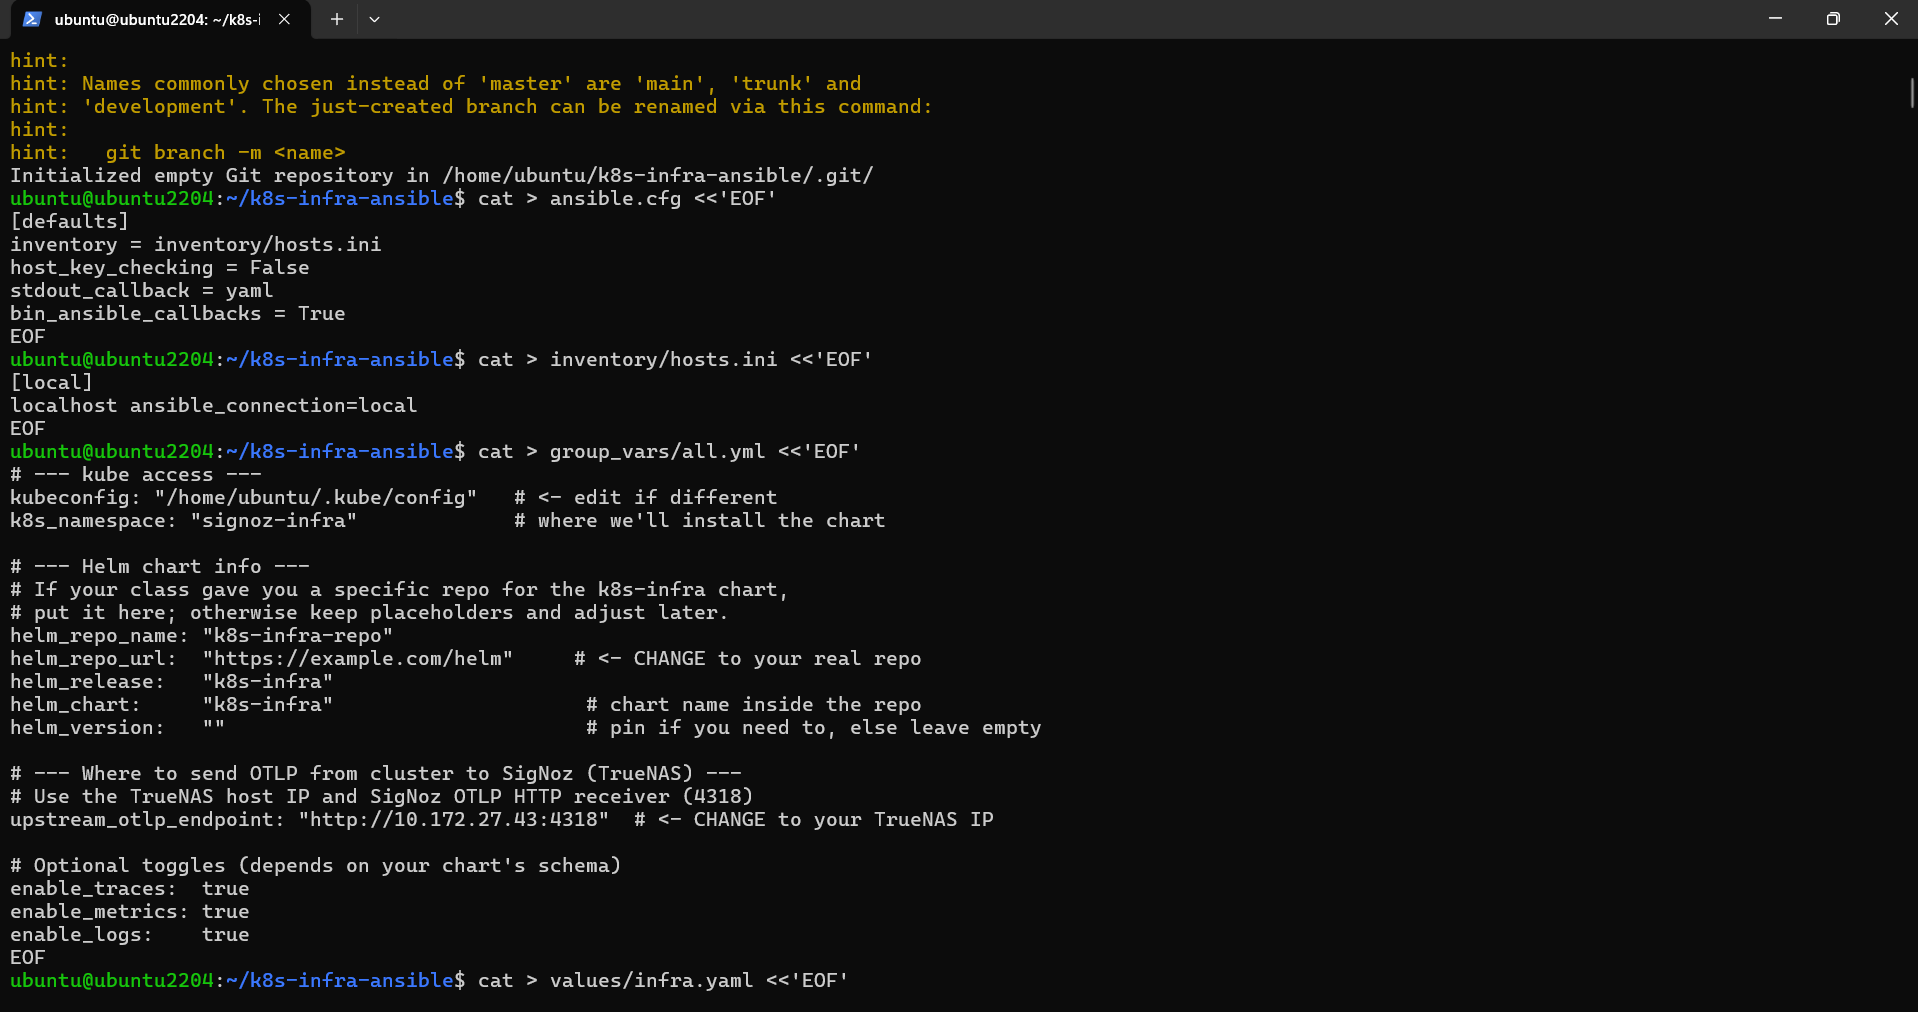 ubuntu@ubuntu2204: ~/k8s-i
hint:
hint: Names commonly chosen instead of 'master' are 'main', 'trunk' and
hint: 'development'. The just-created branch can be renamed via this command:
hint:
hint:   git branch -m <name>
Initialized empty Git repository in /home/ubuntu/k8s-infra-ansible/.git/
ubuntu@ubuntu2204:~/k8s-infra-ansible$ cat > ansible.cfg <<'EOF'
[defaults]
inventory = inventory/hosts.ini
host_key_checking = False
stdout_callback = yaml
bin_ansible_callbacks = True
EOF
ubuntu@ubuntu2204:~/k8s-infra-ansible$ cat > inventory/hosts.ini <<'EOF'
[local]
localhost ansible_connection=local
EOF
ubuntu@ubuntu2204:~/k8s-infra-ansible$ cat > group_vars/all.yml <<'EOF'
# --- kube access ---
kubeconfig: "/home/ubuntu/.kube/config"   # <- edit if different
k8s_namespace: "signoz-infra"             # where we'll install the chart

# --- Helm chart info ---
# If your class gave you a specific repo for the k8s-infra chart,
# put it here; otherwise keep placeholders and adjust later.
helm_repo_name: "k8s-infra-repo"
helm_repo_url:  "https://example.com/helm"     # <- CHANGE to your real repo
helm_release:   "k8s-infra"
helm_chart:     "k8s-infra"                     # chart name inside the repo
helm_version:   ""                              # pin if you need to, else leave empty

# --- Where to send OTLP from cluster to SigNoz (TrueNAS) ---
# Use the TrueNAS host IP and SigNoz OTLP HTTP receiver (4318)
upstream_otlp_endpoint: "http://10.172.27.43:4318"  # <- CHANGE to your TrueNAS IP

# Optional toggles (depends on your chart's schema)
enable_traces:  true
enable_metrics: true
enable_logs:    true
EOF
ubuntu@ubuntu2204:~/k8s-infra-ansible$ cat > values/infra.yaml <<'EOF'